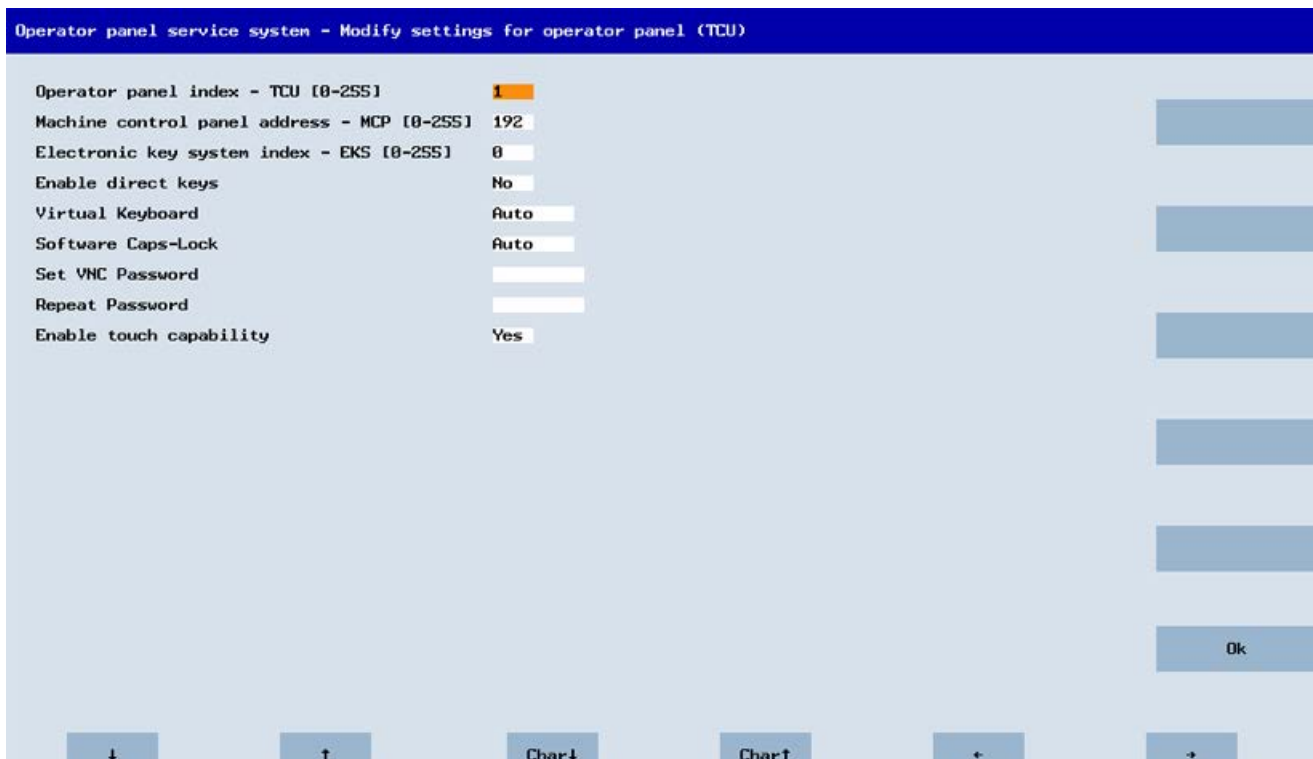 Operator panel service system - Modify settings for operator panel (TCU)
Operator panel index - TCU [0-255] 1
Machine control panel address - MCP [0-255] 192
Electronic key system index - EKS [0-255] 0
Enable direct keys No
Virtual Keyboard Auto
Software Caps-Lock Auto
Set VNC Password
Repeat Password
Enable touch capability Yes
Ok
↓ ↑ Char↓ Char↑ ← →